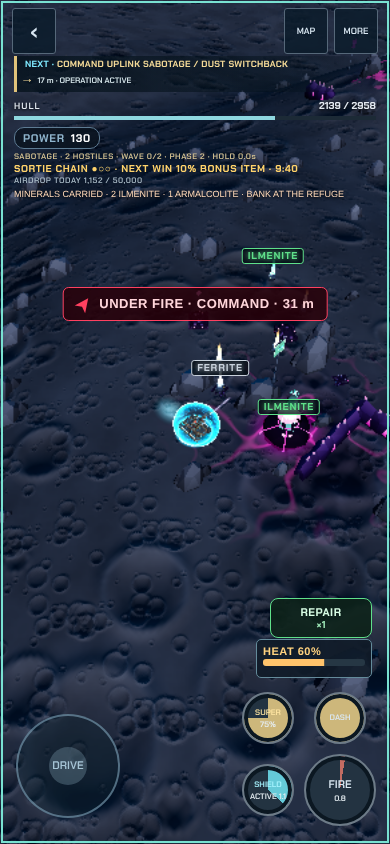 ‹
MAP
MORE
NEXT · COMMAND UPLINK SABOTAGE / DUST SWITCHBACK
→ 17 m · OPERATION ACTIVE
HULL
2139 / 2958
POWER 130
SABOTAGE · 2 HOSTILES · WAVE 0/2 · PHASE 2 · HOLD 0.0s
SORTIE CHAIN ●○○ · NEXT WIN 10% BONUS ITEM · 9:40
AIRDROP TODAY 1,152 / 50,000
MINERALS CARRIED · 2 ILMENITE · 1 ARMALCOLITE · BANK AT THE REFUGE
ILMENITE
UNDER FIRE · COMMAND · 31 m
FERRITE
ILMENITE
REPAIR
×1
HEAT 60%
SUPER
75%
DASH
DRIVE
SHIELD
ACTIVE 1.1
FIRE
0.8